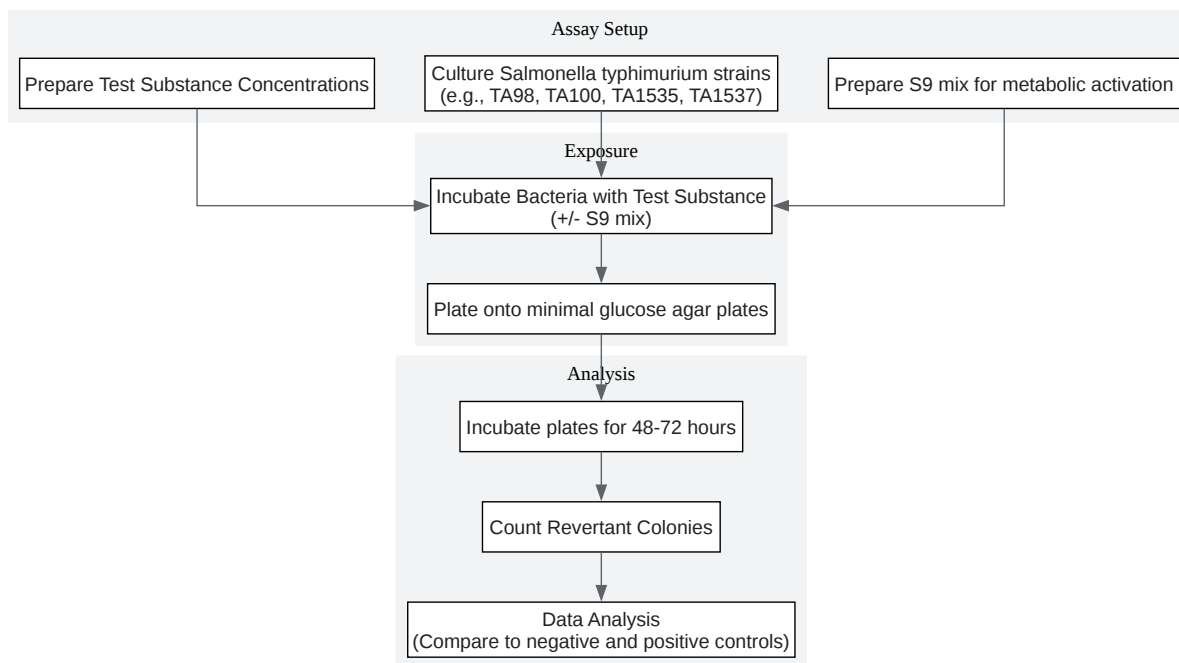 Assay Setup
Prepare Test Substance Concentrations
Culture Salmonella typhimurium strains
(e.g., TA98, TA100, TA1535, TA1537)
Prepare S9 mix for metabolic activation
Exposure
Incubate Bacteria with Test Substance
(+/- S9 mix)
Plate onto minimal glucose agar plates
Analysis
Incubate plates for 48-72 hours
Count Revertant Colonies
Data Analysis
(Compare to negative and positive controls)